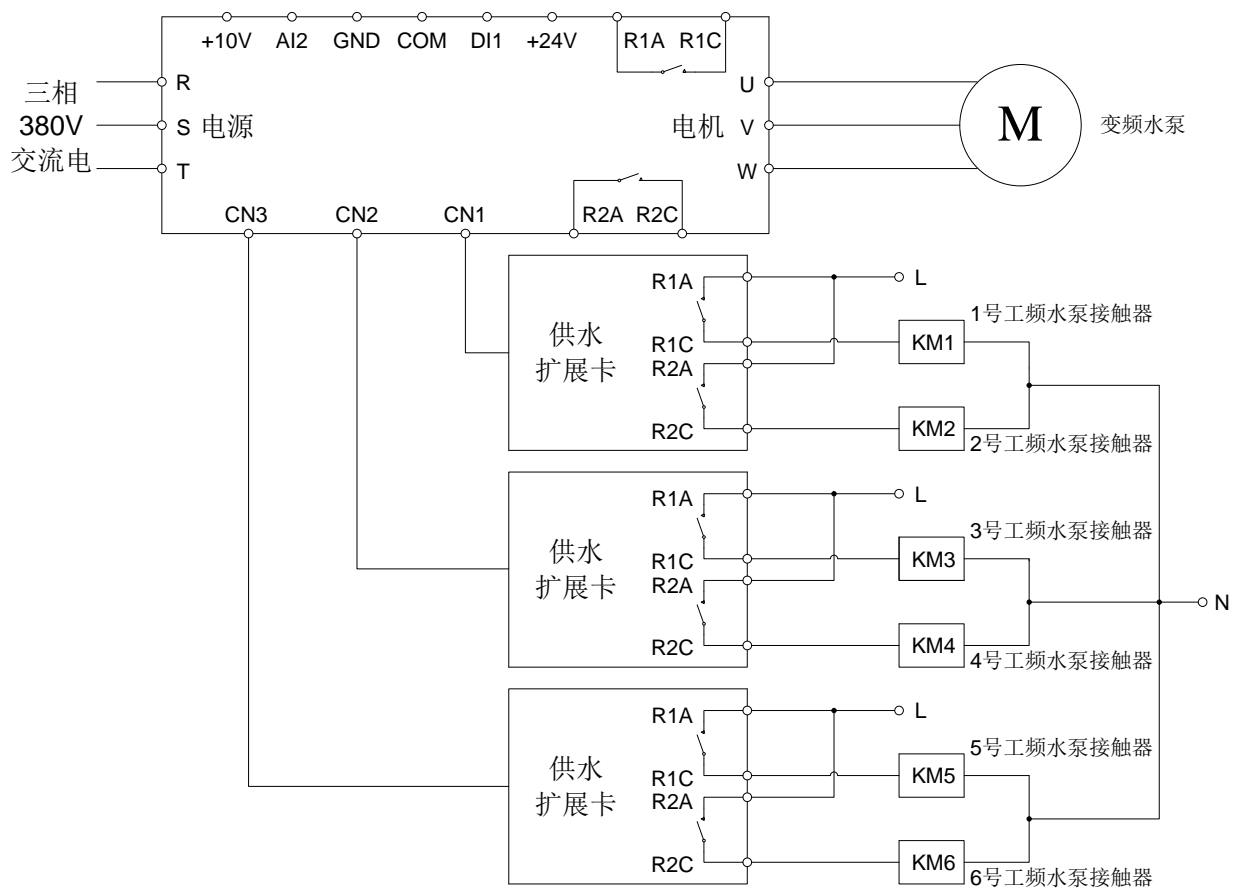 +10V AI2 GND COM DI1 +24V R1A R1C
R
三相
380V
交流电
S 电源
T
U
电机 V
W
M
变频水泵
R2A R2C
CN3 CN2 CN1
供水
扩展卡
R1A
R1C
R2A
R2C
L
1号工频水泵接触器
KM1
KM2
2号工频水泵接触器
供水
扩展卡
R1A
R1C
R2A
R2C
L
3号工频水泵接触器
KM3
KM4
4号工频水泵接触器
N
供水
扩展卡
R1A
R1C
R2A
R2C
L
5号工频水泵接触器
KM5
KM6
6号工频水泵接触器